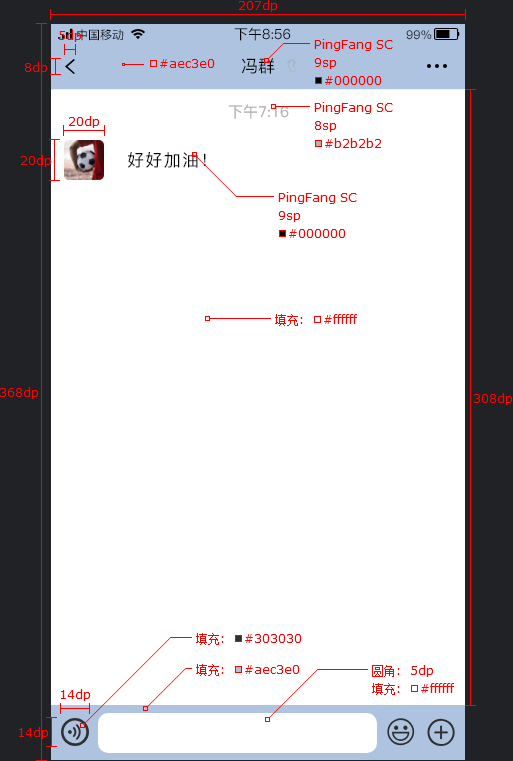 207dp
中国移动
下午8:56
99%
5dp
PingFang SC
9sp
#000000
8dp
#aec3e0
冯群
下午7:16
PingFang SC
8sp
#b2b2b2
20dp
20dp
好好加油！
PingFang SC
9sp
#000000
填充： #ffffff
368dp
308dp
填充： #303030
填充： #aec3e0
圆角： 5dp
填充： #ffffff
14dp
14dp